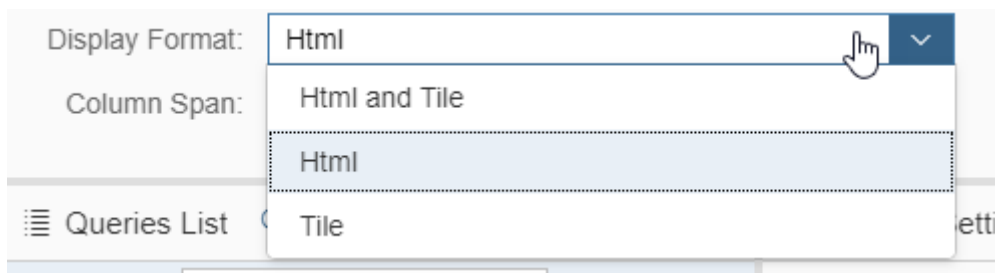 Display Format: Html
Html and Tile
Column Span:
Html
Queries List
Tile